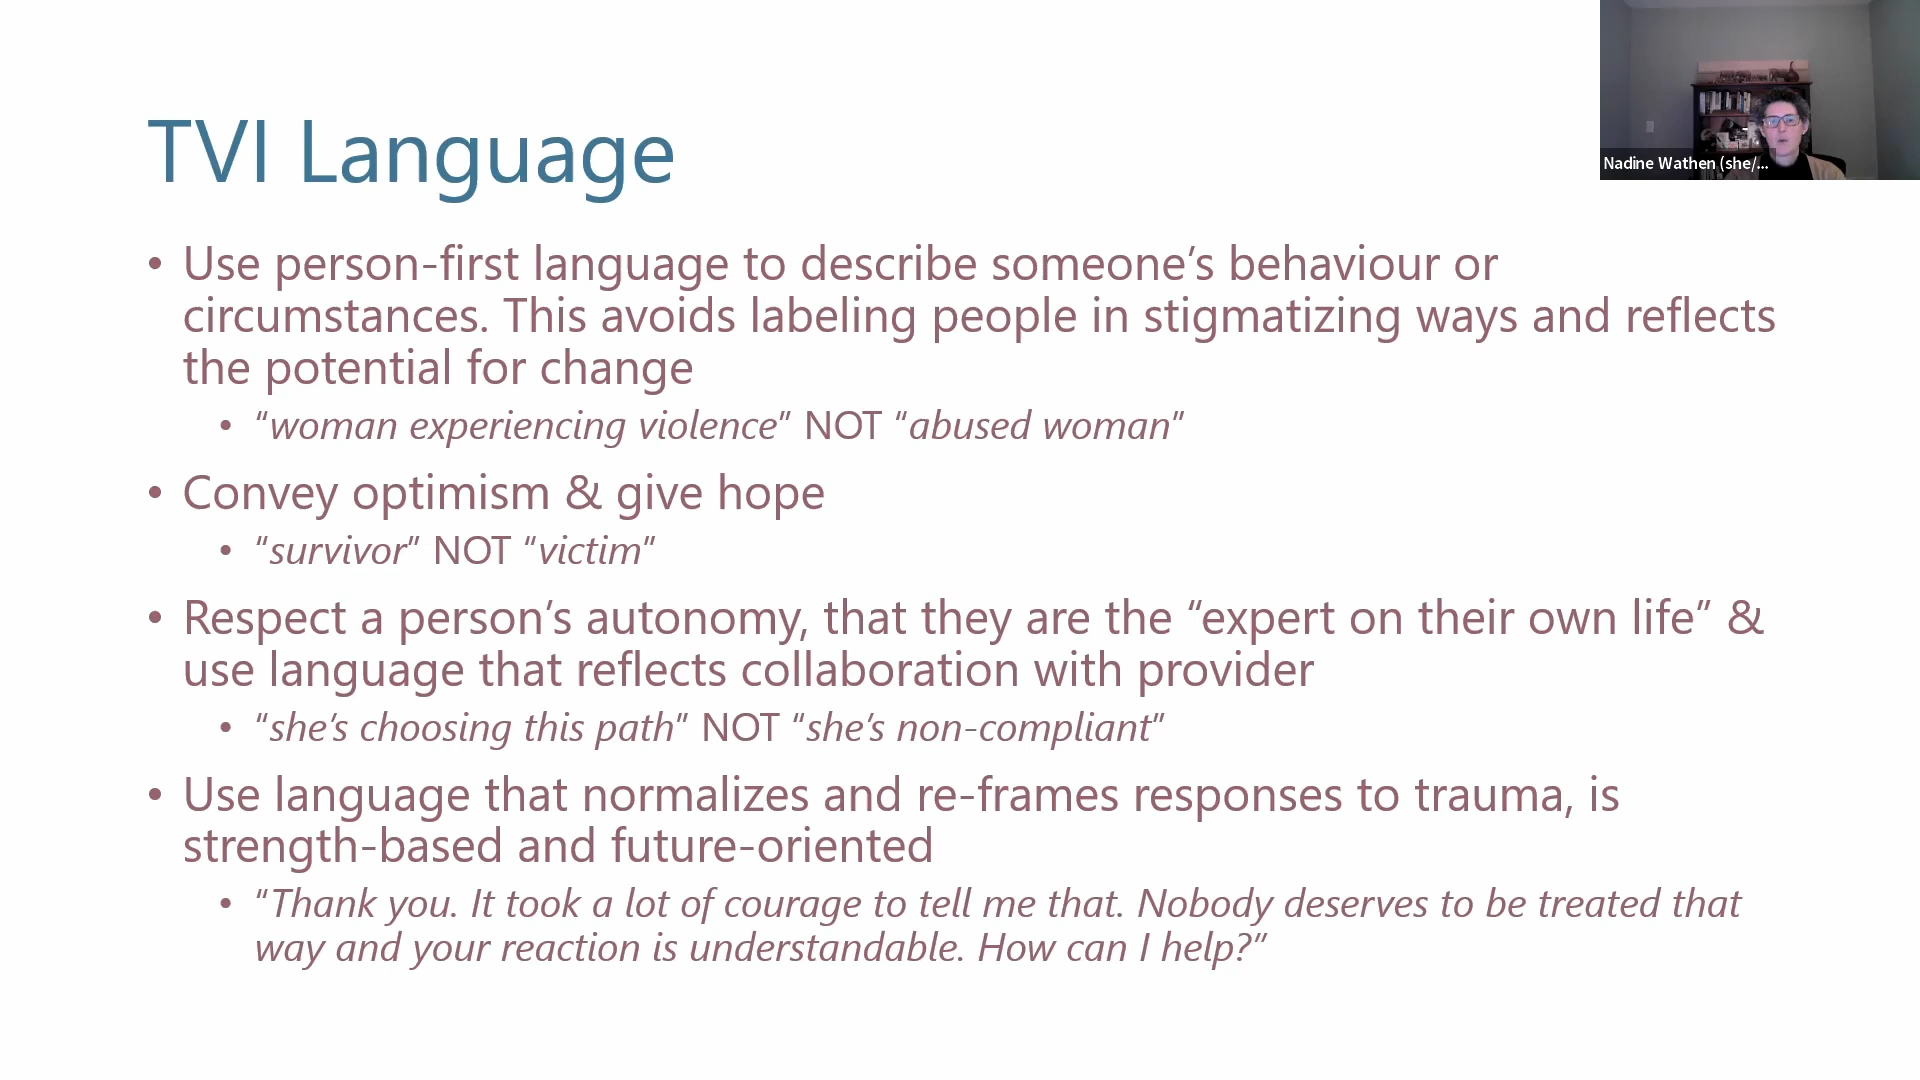 TVI Language
Nadine Wathen (she/...
• Use person-first language to describe someone’s behaviour or
circumstances. This avoids labeling people in stigmatizing ways and reflects
the potential for change
• “woman experiencing violence” NOT “abused woman”
• Convey optimism & give hope
• “survivor” NOT “victim”
• Respect a person’s autonomy, that they are the “expert on their own life” &
use language that reflects collaboration with provider
• “she’s choosing this path” NOT “she’s non-compliant”
• Use language that normalizes and re-frames responses to trauma, is
strength-based and future-oriented
• “Thank you. It took a lot of courage to tell me that. Nobody deserves to be treated that
way and your reaction is understandable. How can I help?”